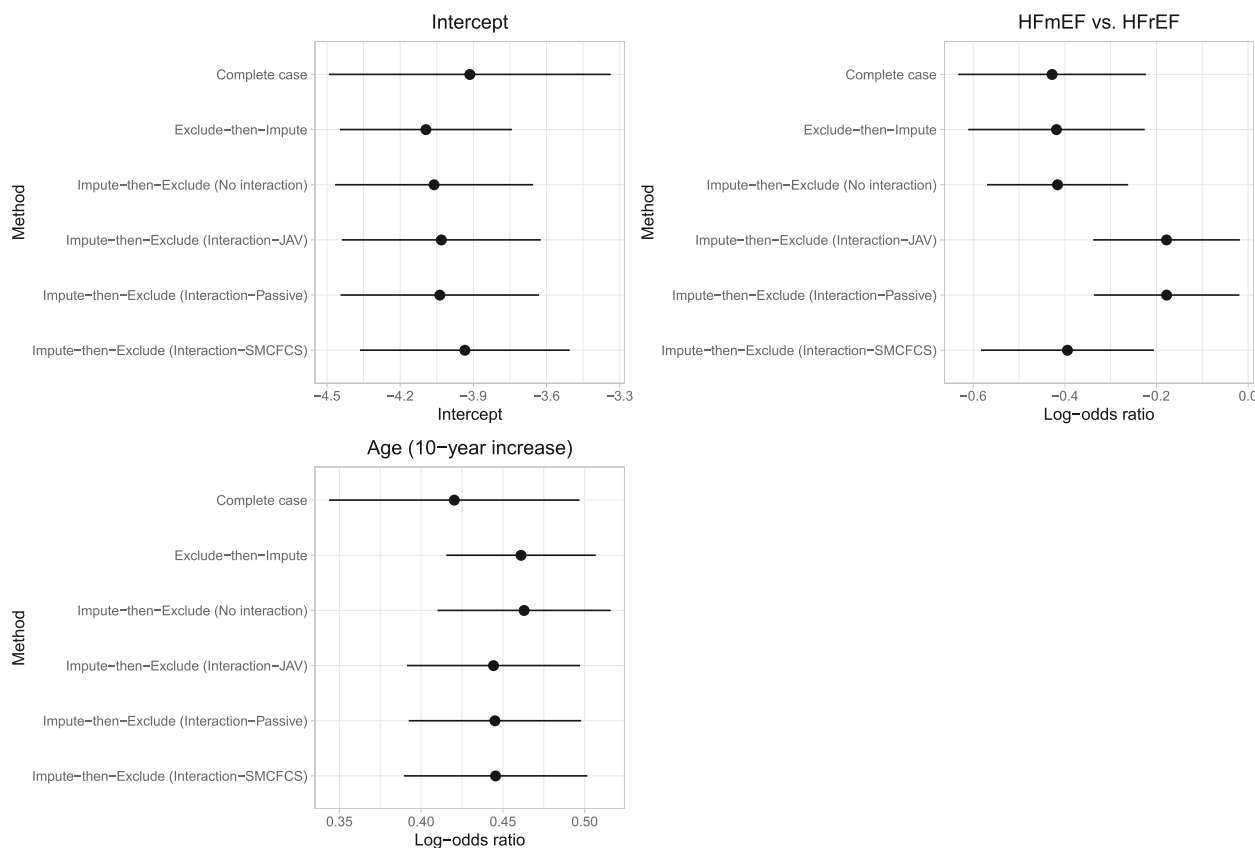 Intercept
Method
Complete case
Exclude−then−Impute
Impute−then−Exclude (No interaction)
Impute−then−Exclude (Interaction−JAV)
Impute−then−Exclude (Interaction−Passive)
Impute−then−Exclude (Interaction−SMCFCS)
−4.5 −4.2 −3.9 −3.6 −3.3
Intercept
HFmEF vs. HFrEF
Method
Complete case
Exclude−then−Impute
Impute−then−Exclude (No interaction)
Impute−then−Exclude (Interaction−JAV)
Impute−then−Exclude (Interaction−Passive)
Impute−then−Exclude (Interaction−SMCFCS)
−0.6 −0.4 −0.2 0.0
Log−odds ratio
Age (10−year increase)
Method
Complete case
Exclude−then−Impute
Impute−then−Exclude (No interaction)
Impute−then−Exclude (Interaction−JAV)
Impute−then−Exclude (Interaction−Passive)
Impute−then−Exclude (Interaction−SMCFCS)
0.35 0.40 0.45 0.50
Log−odds ratio